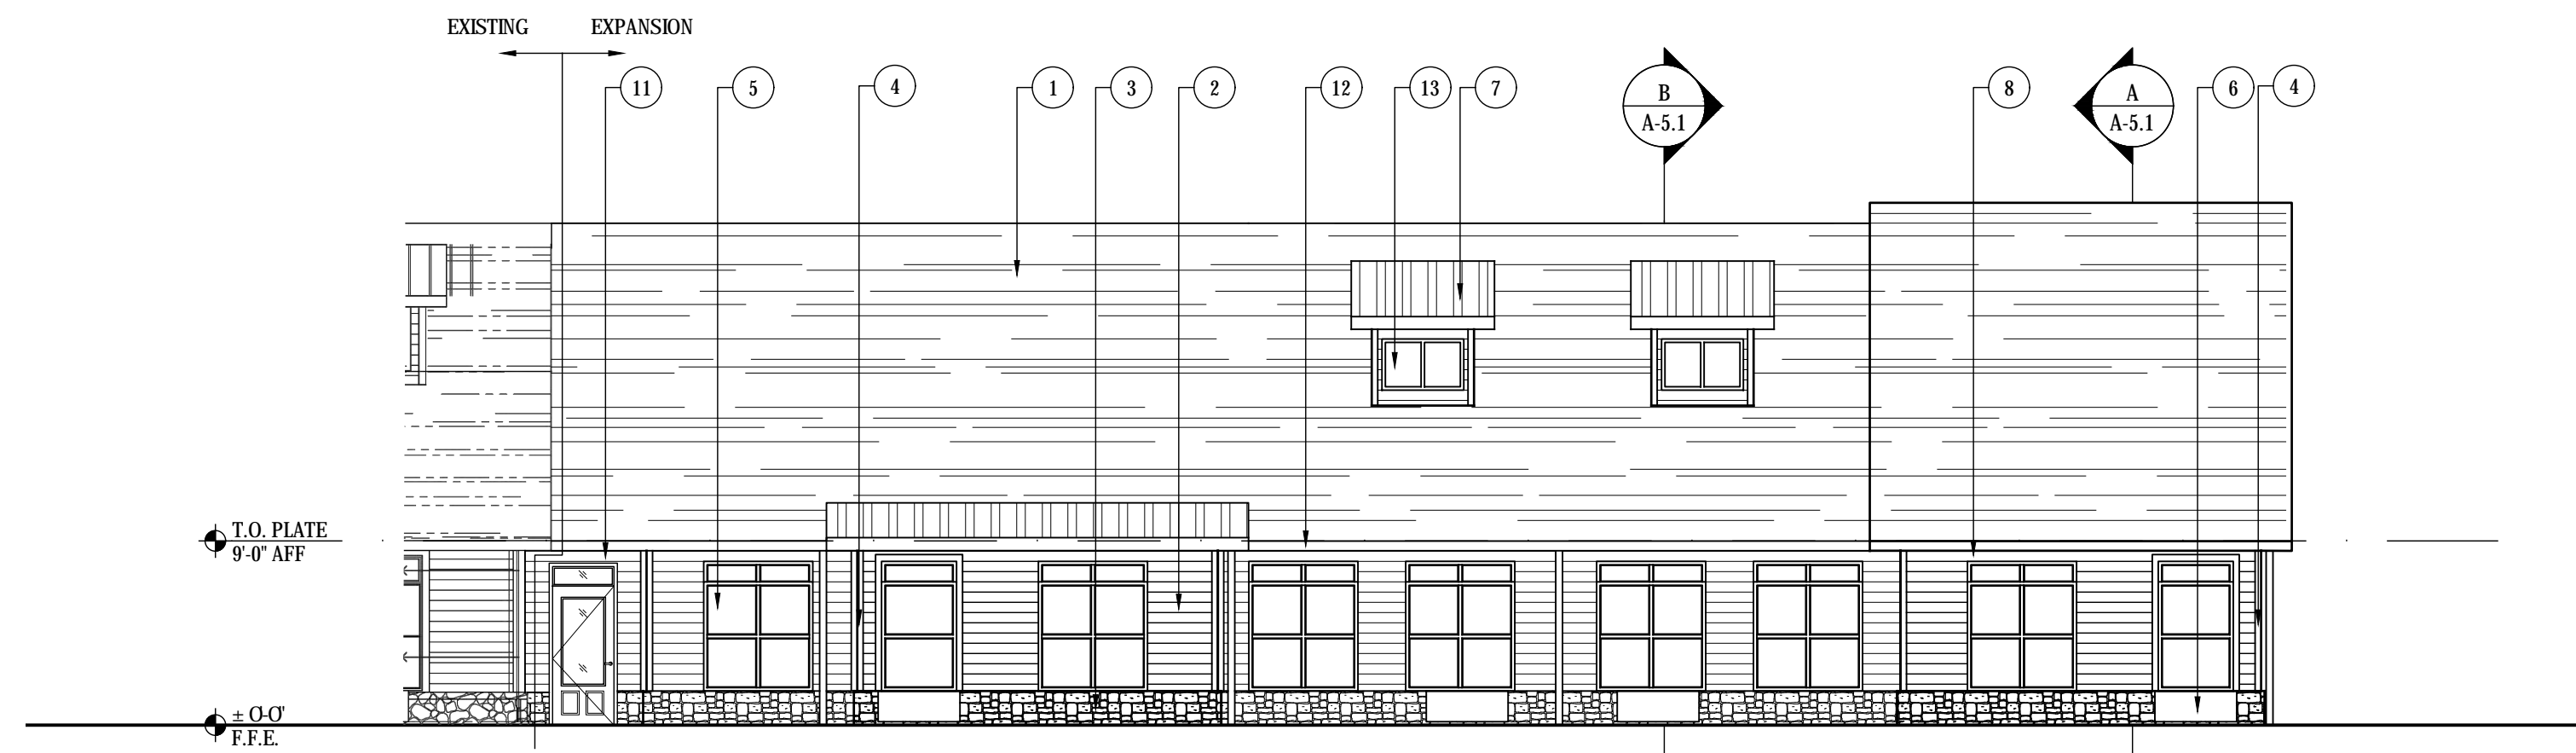 EXISTING EXPANSION
11 5 4 1 3 2 12 13 7 8 6 4
B
A-5.1
A
A-5.1
T.O. PLATE
9'-0" AFF
± 0'-0"
F.F.E.